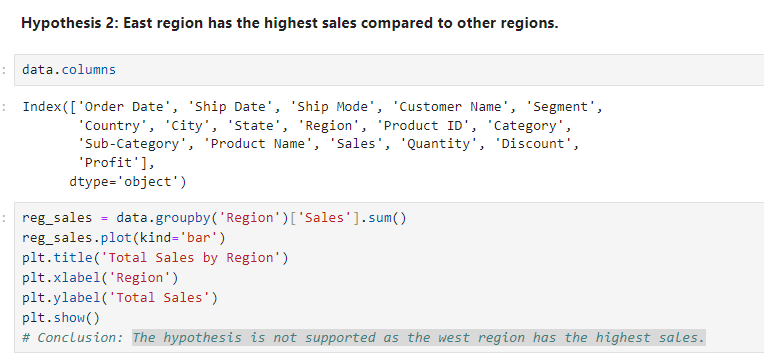 Hypothesis 2: East region has the highest sales compared to other regions.
: data.columns
: Index(['Order Date', 'Ship Date', 'Ship Mode', 'Customer Name', 'Segment',
'Country', 'City', 'State', 'Region', 'Product ID', 'Category',
'Sub-Category', 'Product Name', 'Sales', 'Quantity', 'Discount',
'Profit'],
dtype='object')
: reg_sales = data.groupby('Region')['Sales'].sum()
reg_sales.plot(kind='bar')
plt.title('Total Sales by Region')
plt.xlabel('Region')
plt.ylabel('Total Sales')
plt.show()
# Conclusion: The hypothesis is not supported as the west region has the highest sales.